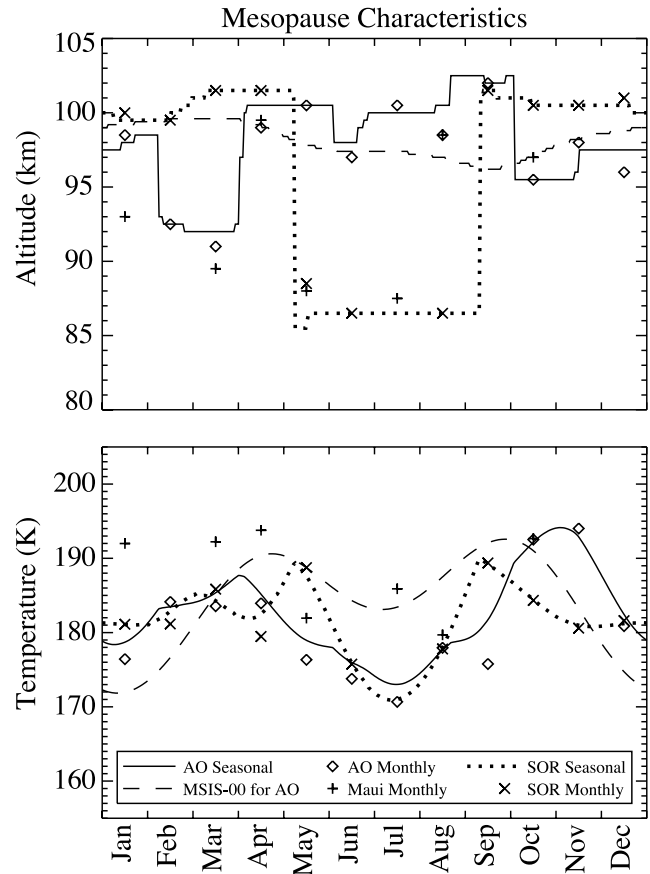 Mesopause Characteristics
105
100
95
90
85
80
Altitude (km)
200
190
180
170
160
Temperature (K)
AO Seasonal
AO Monthly
SOR Seasonal
MSIS-00 for AO
Maui Monthly
SOR Monthly
Jan
Feb
Mar
Apr
May
Jun
Jul
Aug
Sep
Oct
Nov
Dec